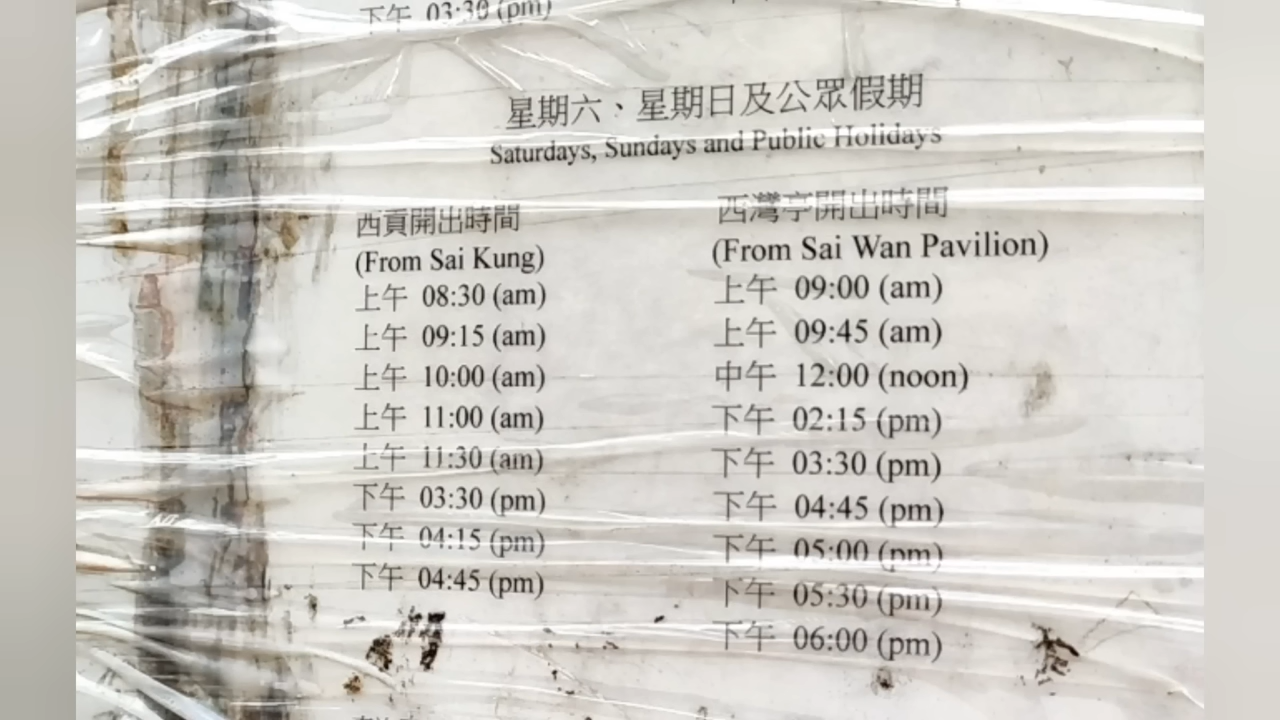 下午 03:30 (pm)
星期六、星期日及公眾假期
Saturdays, Sundays and Public Holidays
西貢開出時間
(From Sai Kung)
上午 08:30 (am)
上午 09:15 (am)
上午 10:00 (am)
上午 11:00 (am)
上午 11:30 (am)
下午 03:30 (pm)
下午 04:15 (pm)
下午 04:45 (pm)
西灣亭開出時間
(From Sai Wan Pavilion)
上午 09:00 (am)
上午 09:45 (am)
中午 12:00 (noon)
下午 02:15 (pm)
下午 03:30 (pm)
下午 04:45 (pm)
下午 05:00 (pm)
下午 05:30 (pm)
下午 06:00 (pm)